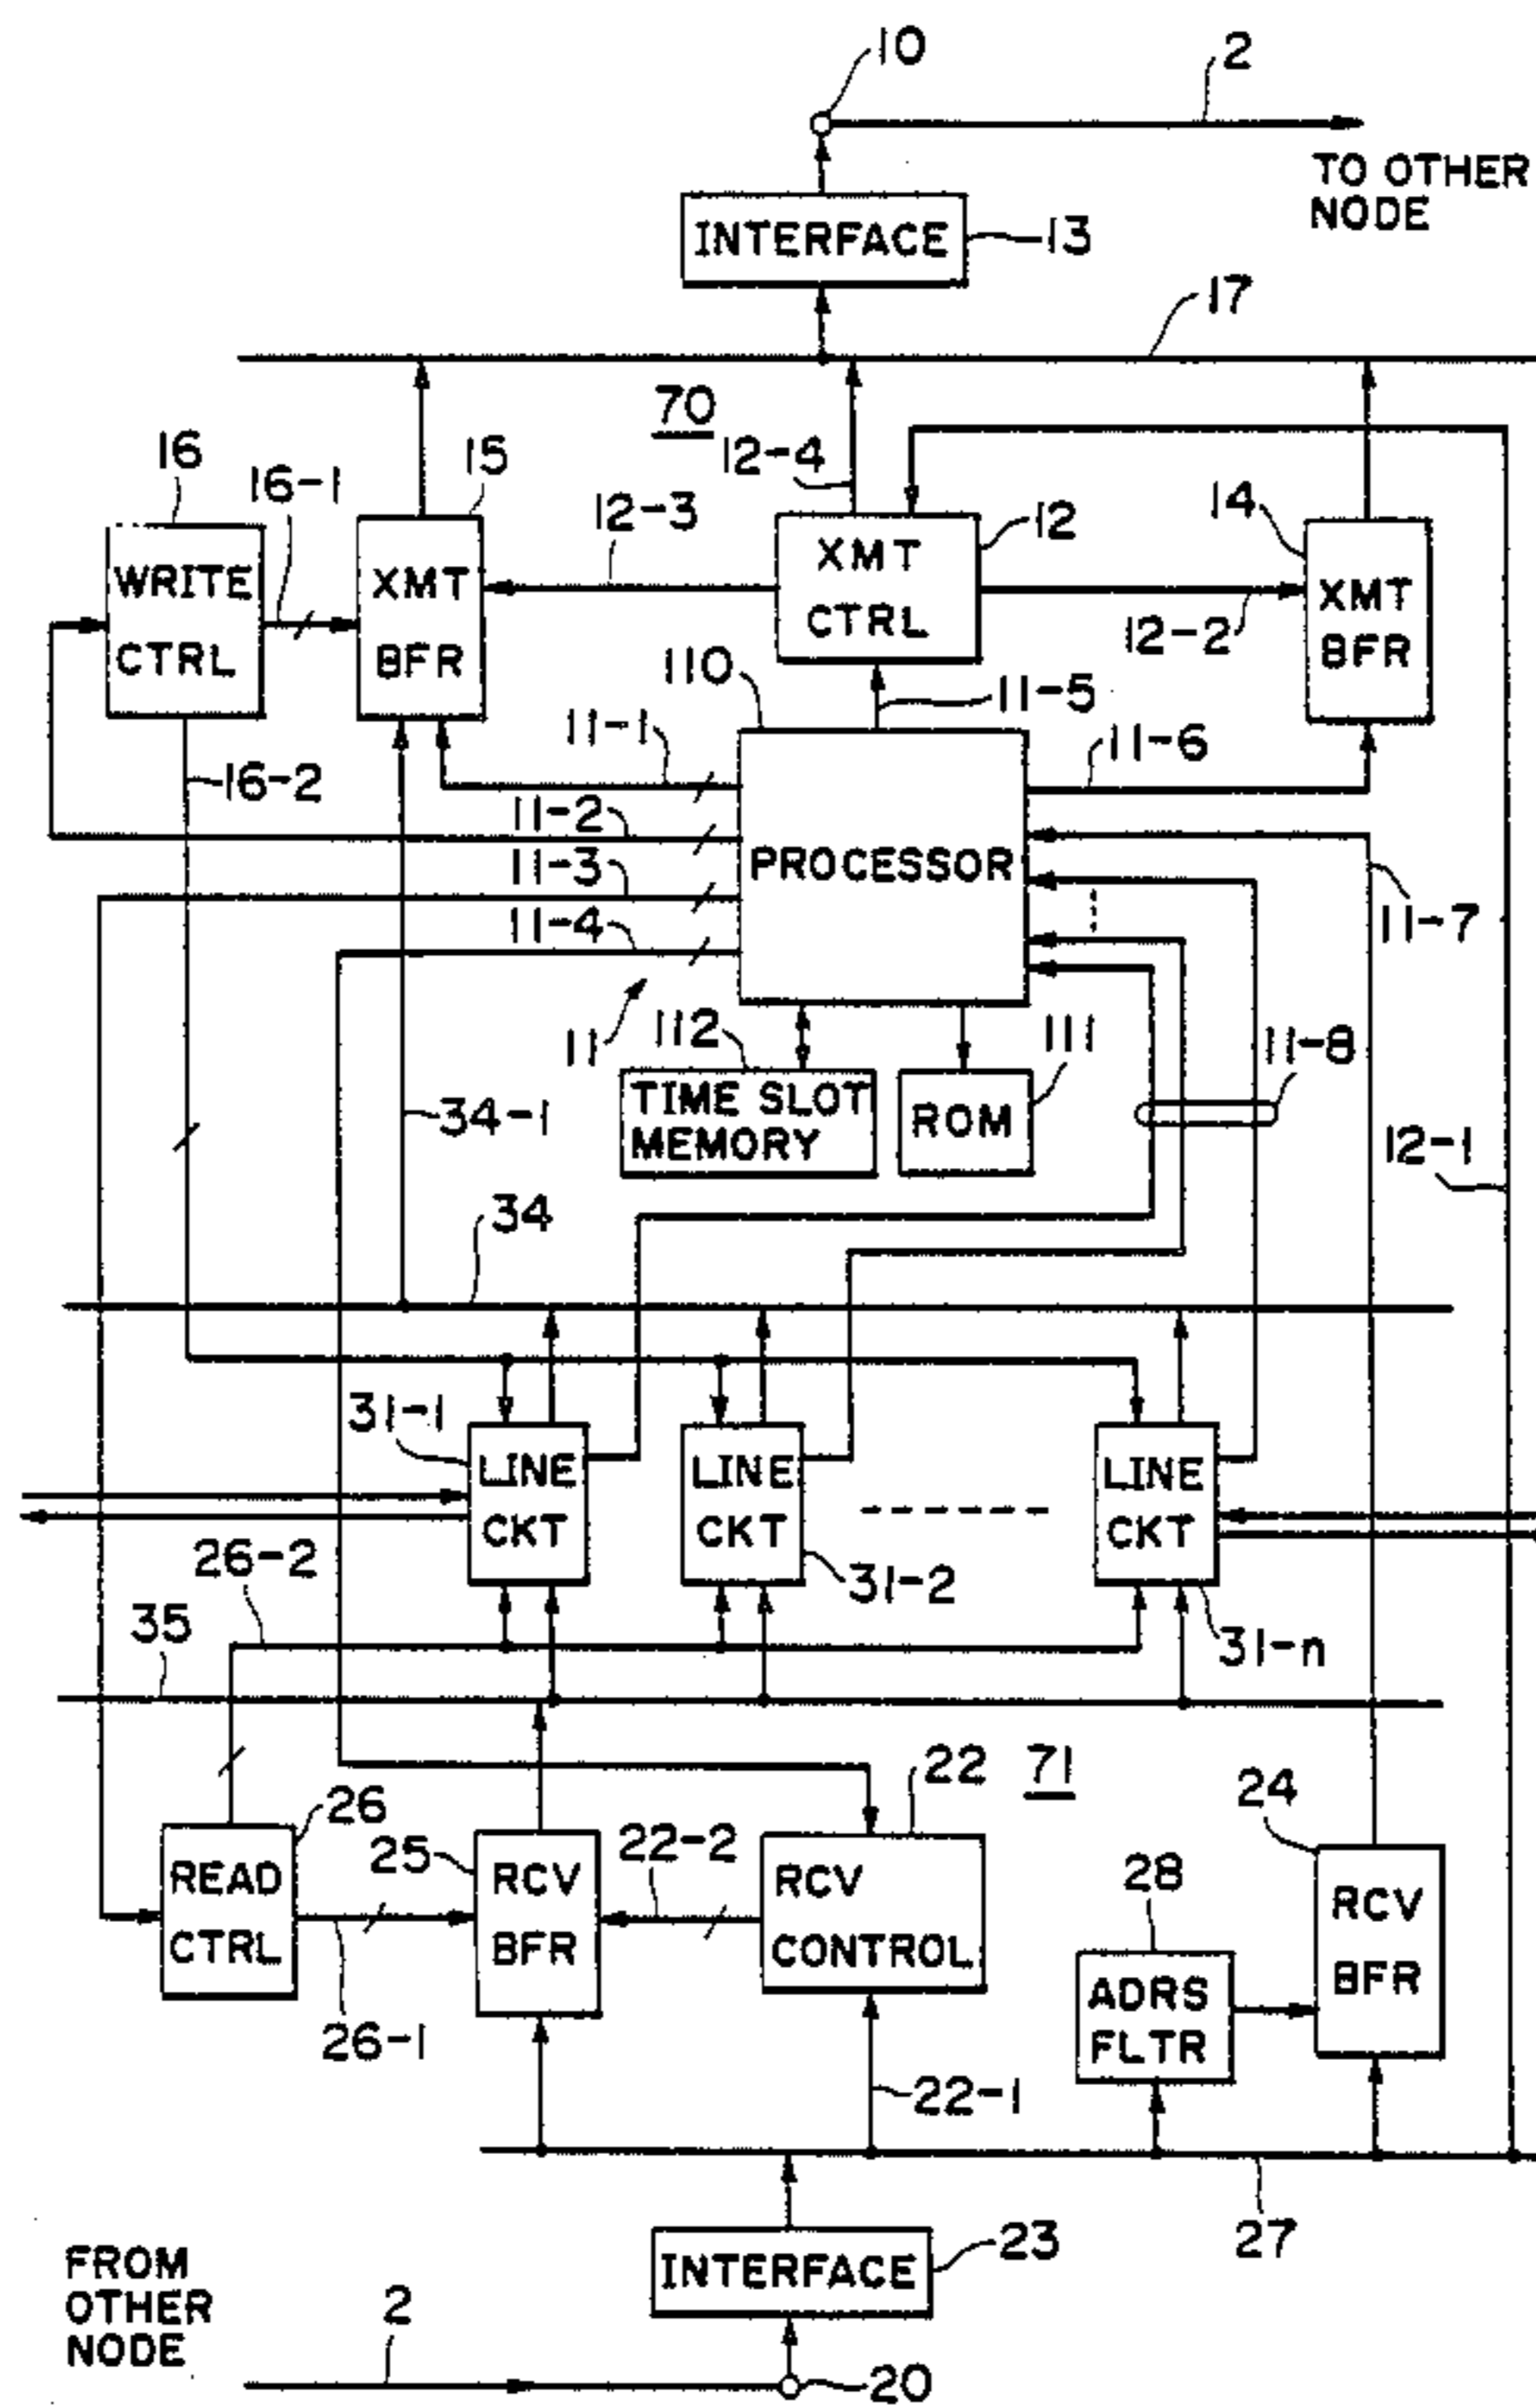 10
2
TO OTHER
NODE
INTERFACE
13
17
70
16
16-1
15
12-4
12-3
12
14
WRITE
CTRL
XMT
BFR
XMT
CTRL
XMT
BFR
12-2
110
11-5
11-1
11-6
16-2
11-2
PROCESSOR
11-3
11-7
11-4
11
112
111
11-8
TIME SLOT
MEMORY
ROM
34-1
12-1
34
31-1
LINE
CKT
LINE
CKT
LINE
CKT
26-2
31-2
35
31-n
71
22
24
26
25
22-2
28
READ
CTRL
RCV
BFR
RCV
CONTROL
ADRS
FLTR
RCV
BFR
26-1
22-1
27
INTERFACE
23
FROM
OTHER
NODE
2
20